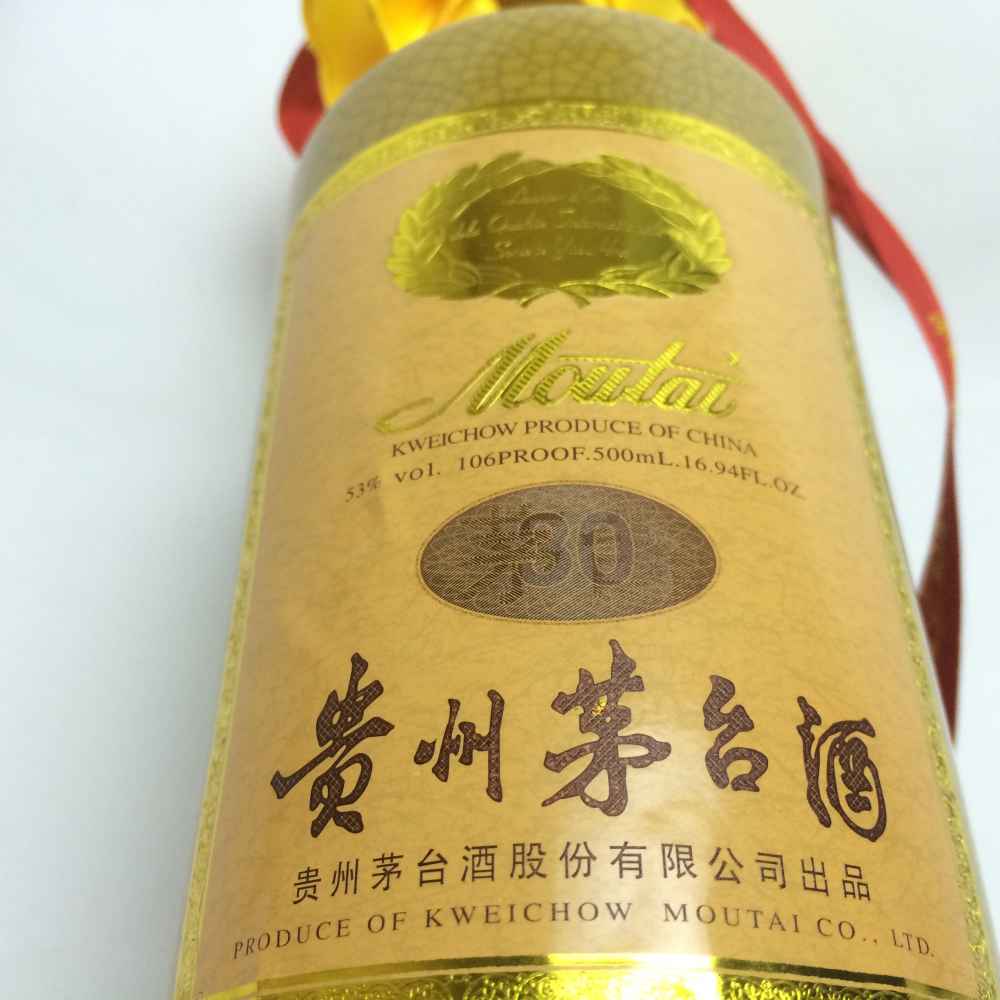 Moutai
KWEICHOW PRODUCE OF CHINA
53% vol. 106PROOF.500mL.16.94FL.OZ
30
贵州茅台酒
贵州茅台酒股份有限公司出品
PRODUCE OF KWEICHOW MOUTAI CO., LTD.